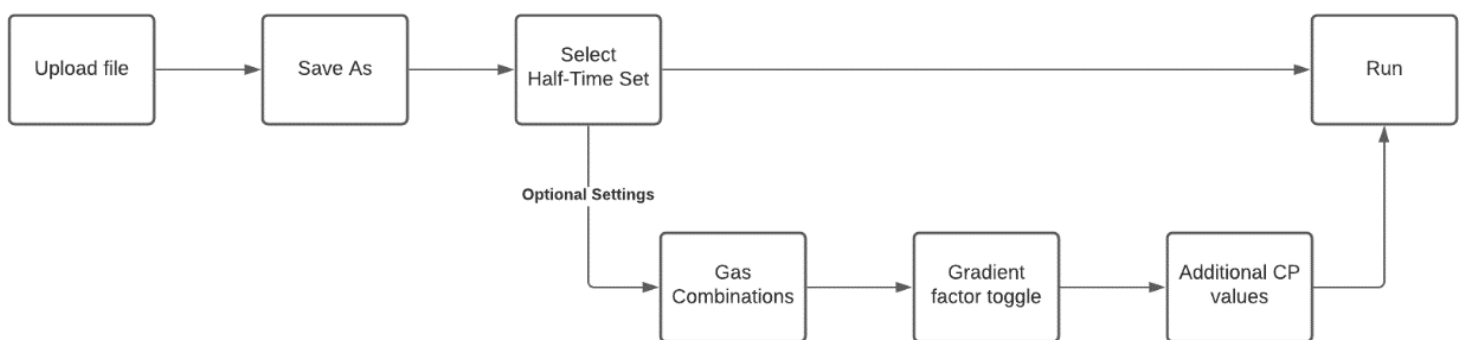 Upload file
Save As
Select
Half-Time Set
Run
Optional Settings
Gas
Combinations
Gradient
factor toggle
Additional CP
values